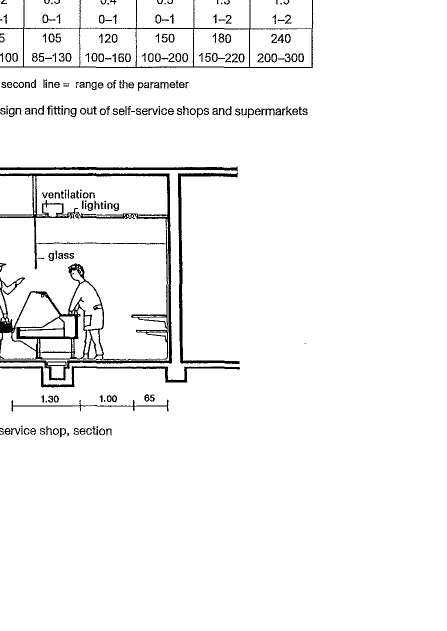 0–1 0–1 0–1 1–2 1–2
105 120 150 180 240
100 85–130 100–160 100–200 150–220 200–300
second line = range of the parameter
sign and fitting out of self-service shops and supermarkets
ventilation
lighting
glass
1.30 1.00 65
service shop, section